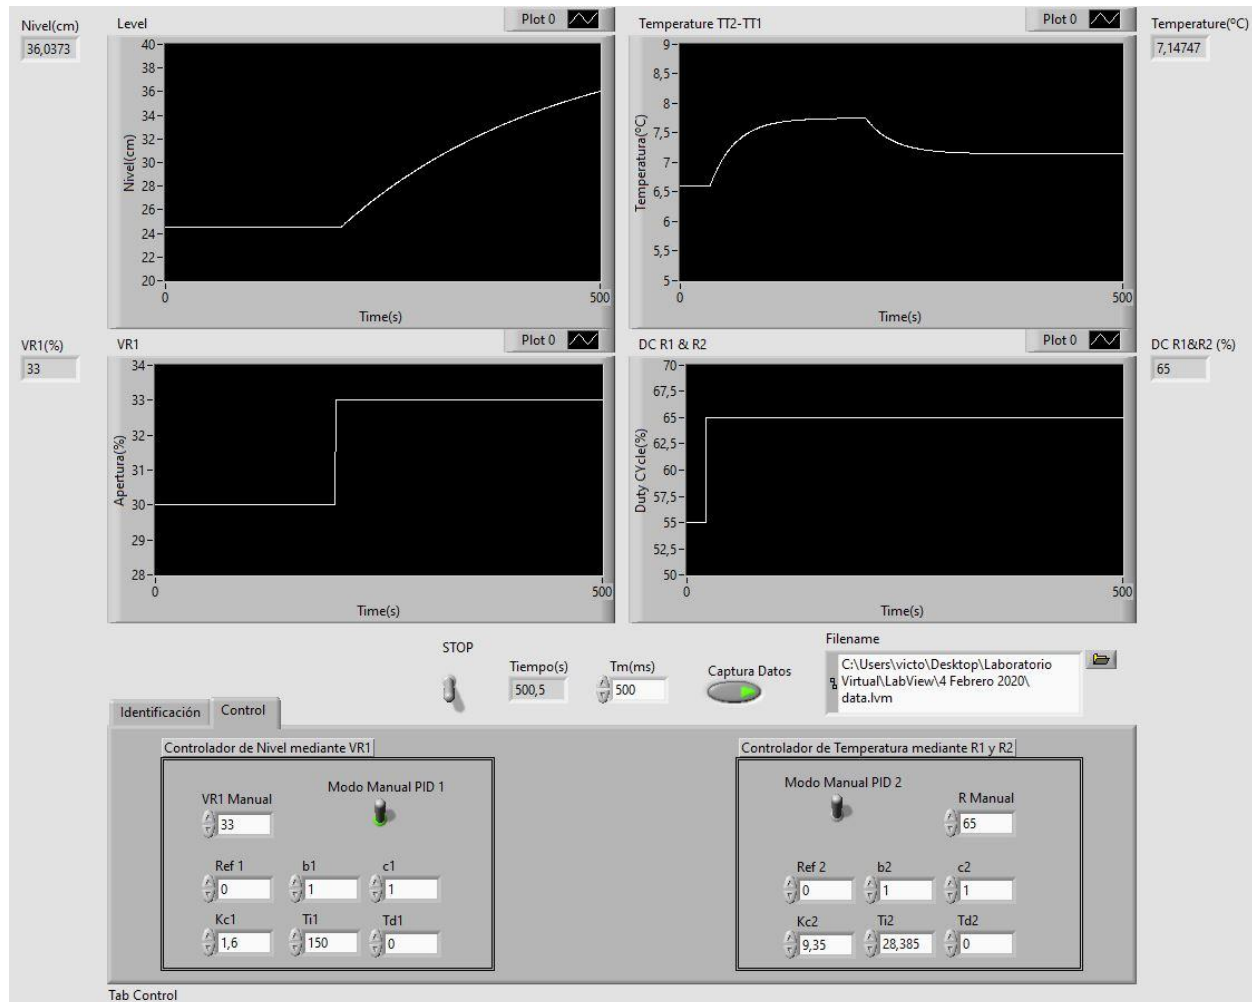 Nivel(cm)
36,0373
Level
Plot 0
Nivel(cm)
40
38
36
34
32
30
28
26
24
22
20
0
500
Time(s)
Temperature TT2-TT1
Plot 0
Temperatura(ºC)
9
8,5
8
7,5
7
6,5
6
5,5
5
0
500
Time(s)
Temperature(ºC)
7,14747
VR1(%)
33
VR1
Plot 0
Apertura(%)
34
33
32
31
30
29
28
0
500
Time(s)
DC R1 & R2
Plot 0
Duty CYcle(%)
70
67,5
65
62,5
60
57,5
55
52,5
50
0
500
Time(s)
DC R1&R2 (%)
65
STOP
Tiempo(s)
500,5
Tm(ms)
500
Captura Datos
Filename
C:\Users\victo\Desktop\Laboratorio
Virtual\LabView\4 Febrero 2020\
data.lvm
Identificación
Control
Controlador de Nivel mediante VR1
VR1 Manual
33
Modo Manual PID 1
Ref 1
b1
c1
0
1
1
Kc1
Ti1
Td1
1,6
150
0
Controlador de Temperatura mediante R1 y R2
Modo Manual PID 2
R Manual
65
Ref 2
b2
c2
0
1
1
Kc2
Ti2
Td2
9,35
28,385
0
Tab Control